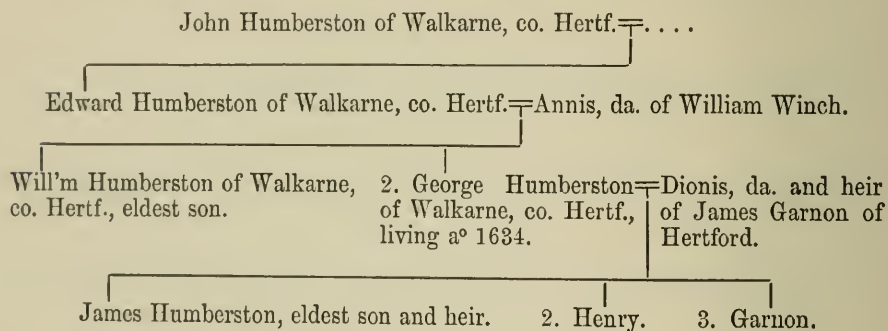 John Humberston of Walkarne, co. Hertf.=. . . .
Edward Humberston of Walkarne, co. Hertf.=Annis, da. of William Winch.
Will'm Humberston of Walkarne, co. Hertf., eldest son.
2. George Humberston of Walkarne, co. Hertf., living aº 1634.
=Dionis, da. and heir of James Garnon of Hertford.
James Humberston, eldest son and heir. 2. Henry. 3. Garnon.